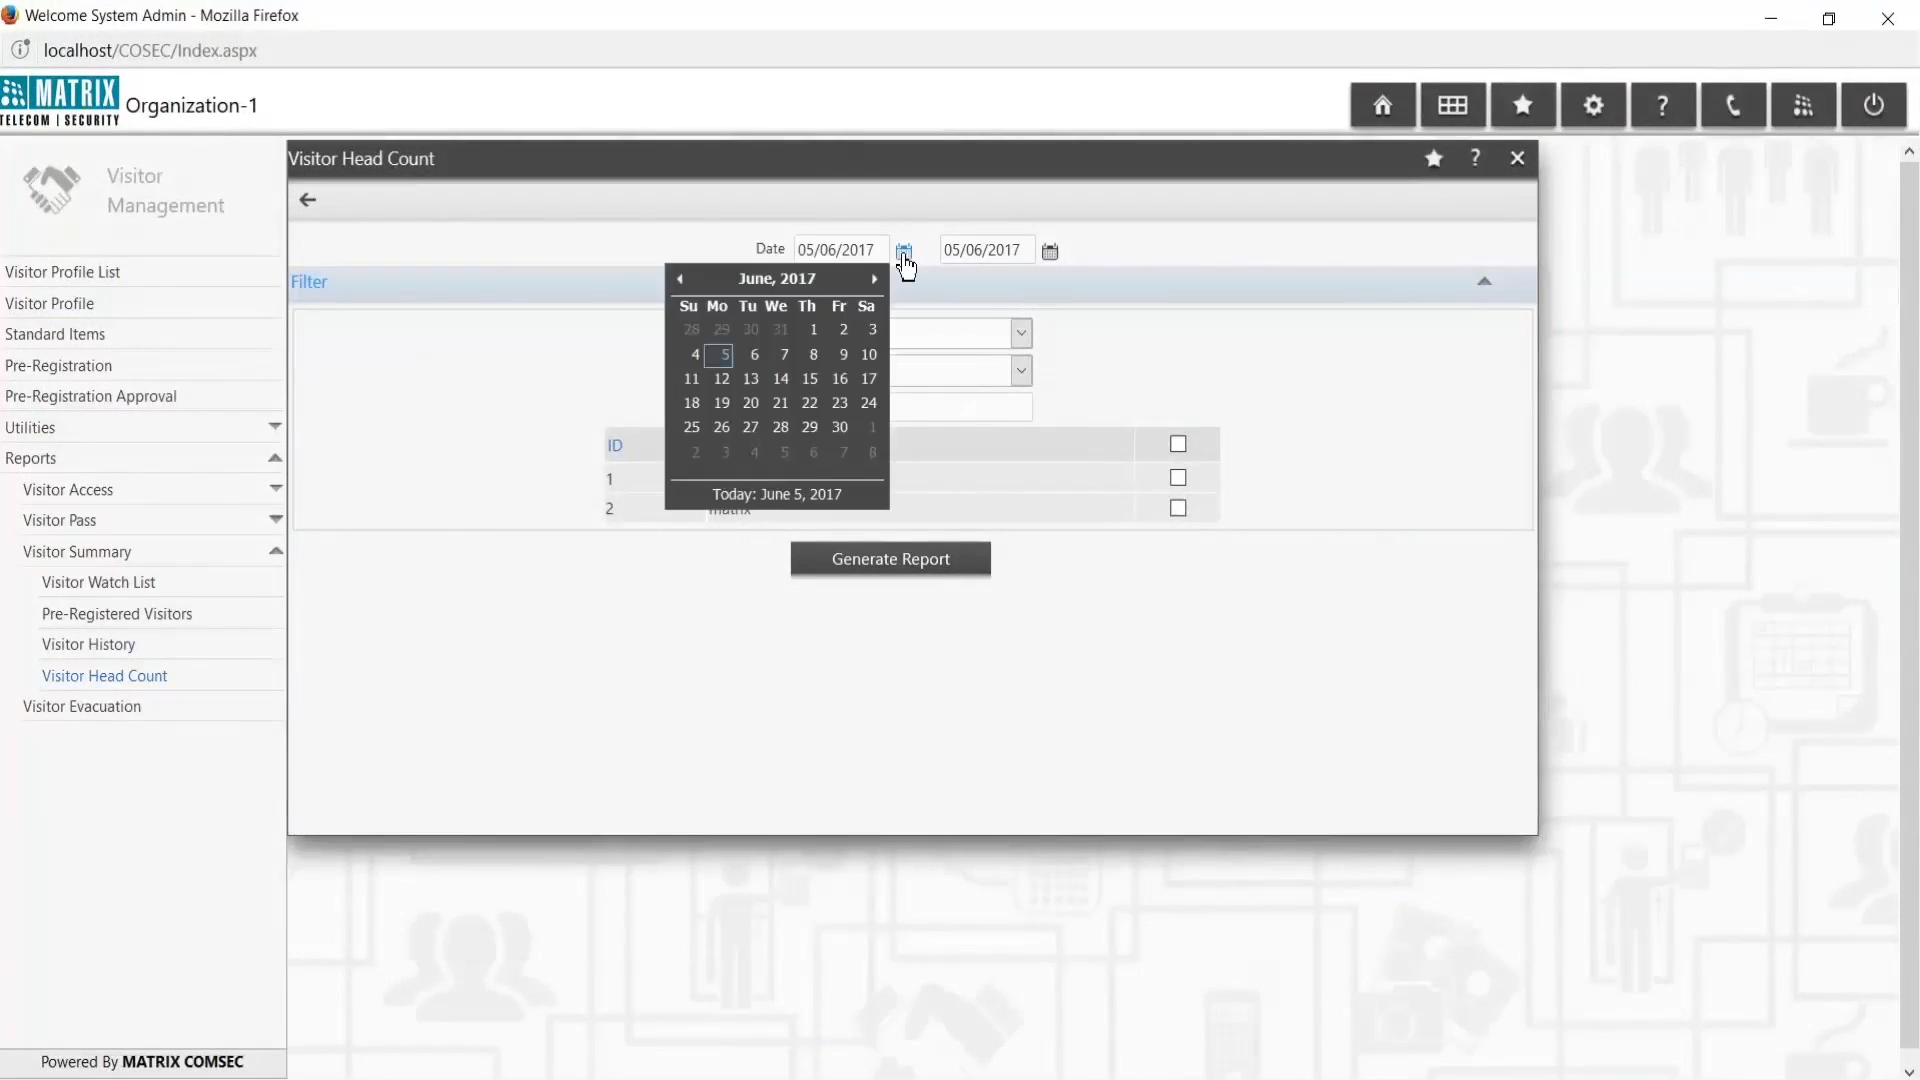 Welcome System Admin - Mozilla Firefox
localhost/COSEC/Index.aspx
MATRIX
TELECOM | SECURITY
Organization-1
?
Visitor
Management
Visitor Profile List
Visitor Profile
Standard Items
Pre-Registration
Pre-Registration Approval
Utilities
Reports
Visitor Access
Visitor Pass
Visitor Summary
Visitor Watch List
Pre-Registered Visitors
Visitor History
Visitor Head Count
Visitor Evacuation
Powered By MATRIX COMSEC
Visitor Head Count
?
Date 05/06/2017 05/06/2017
Filter
June, 2017
Su Mo Tu We Th Fr Sa
28 29 30 31 1 2 3
4 5 6 7 8 9 10
11 12 13 14 15 16 17
18 19 20 21 22 23 24
25 26 27 28 29 30 1
2 3 4 5 6 7 8
Today: June 5, 2017
ID
1
2 matrix
Generate Report